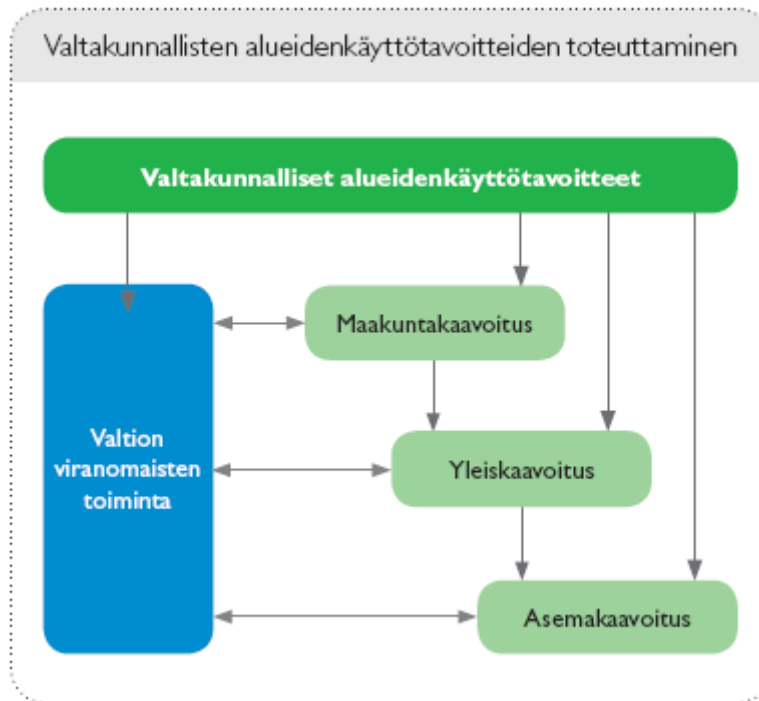 Valtakunnallisten alueidenkäyttötavoitteiden toteuttaminen
Valtakunnalliset alueidenkäyttötavoitteet
Maakuntakaavoitus
Valtion
viranomaisten
toiminta
Yleiskaavoitus
Asemakaavoitus